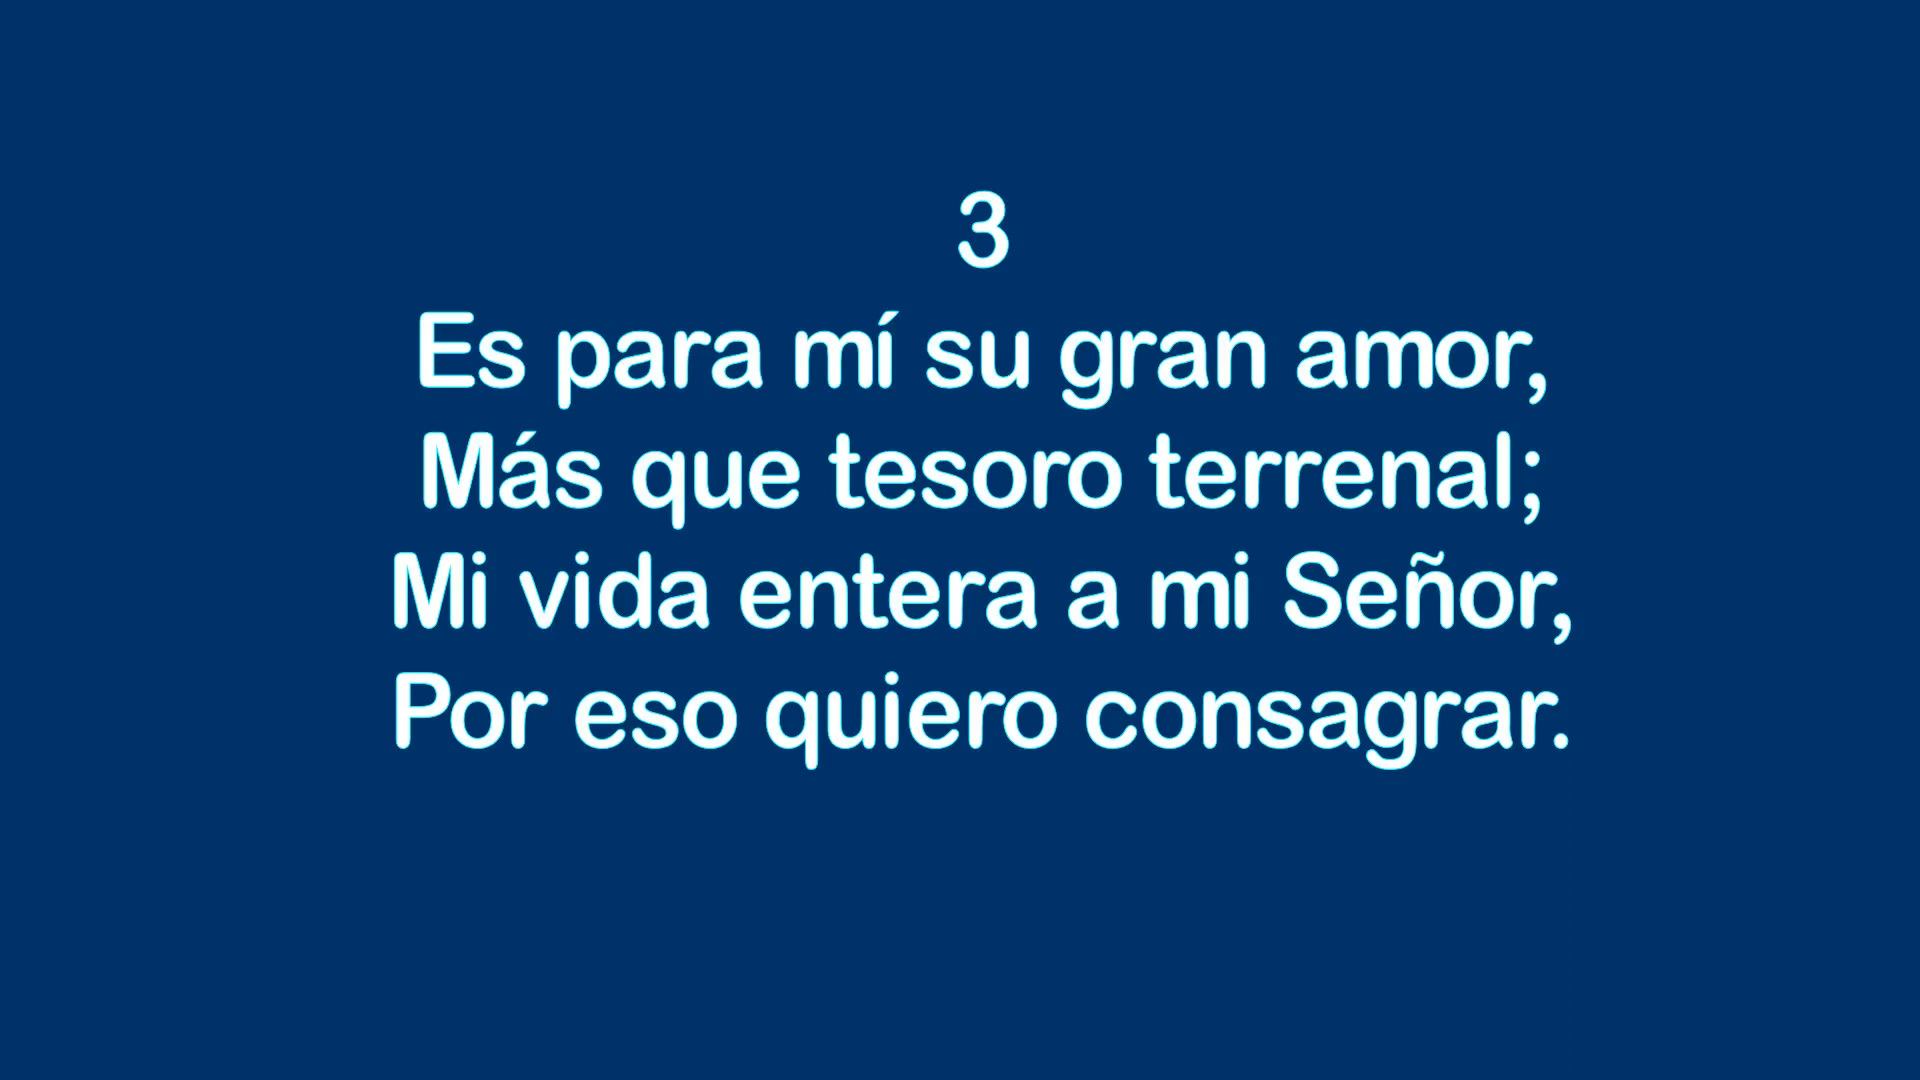 3
Es para mí su gran amor,
Más que tesoro terrenal;
Mi vida entera a mi Señor,
Por eso quiero consagrar.